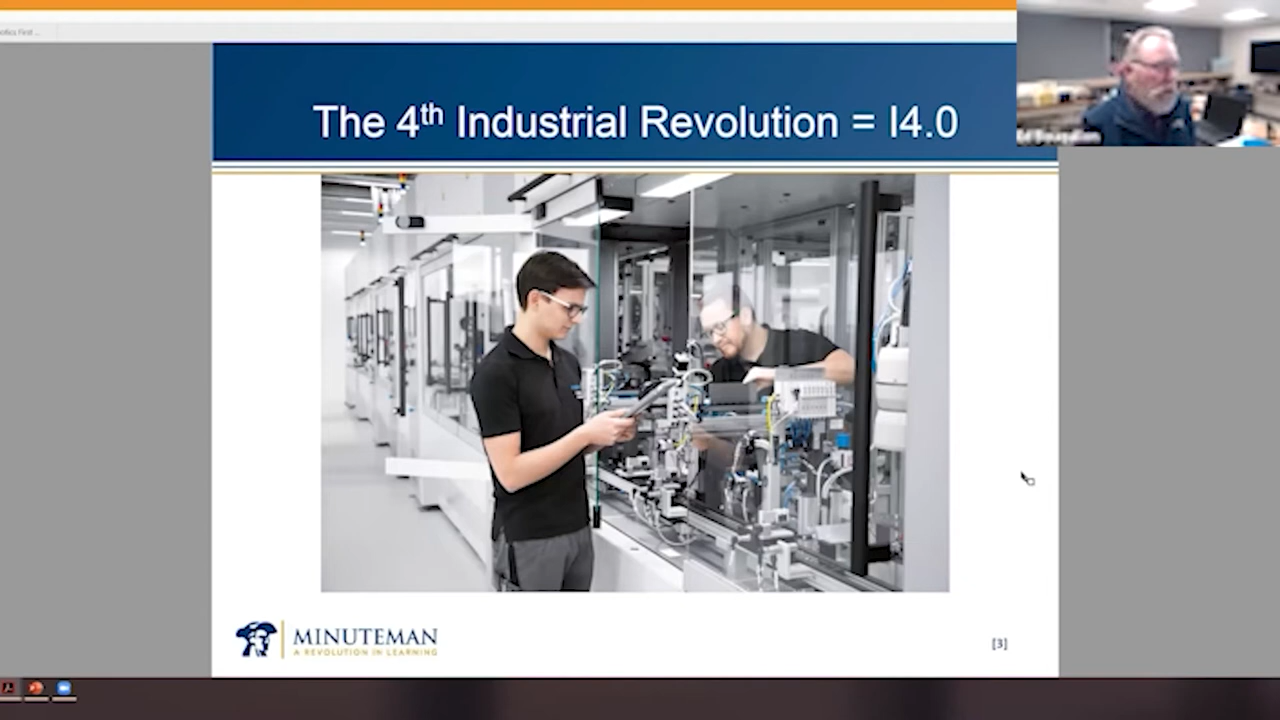 The 4th Industrial Revolution = I4.0
MINUTEMAN
A REVOLUTION IN LEARNING
[3]